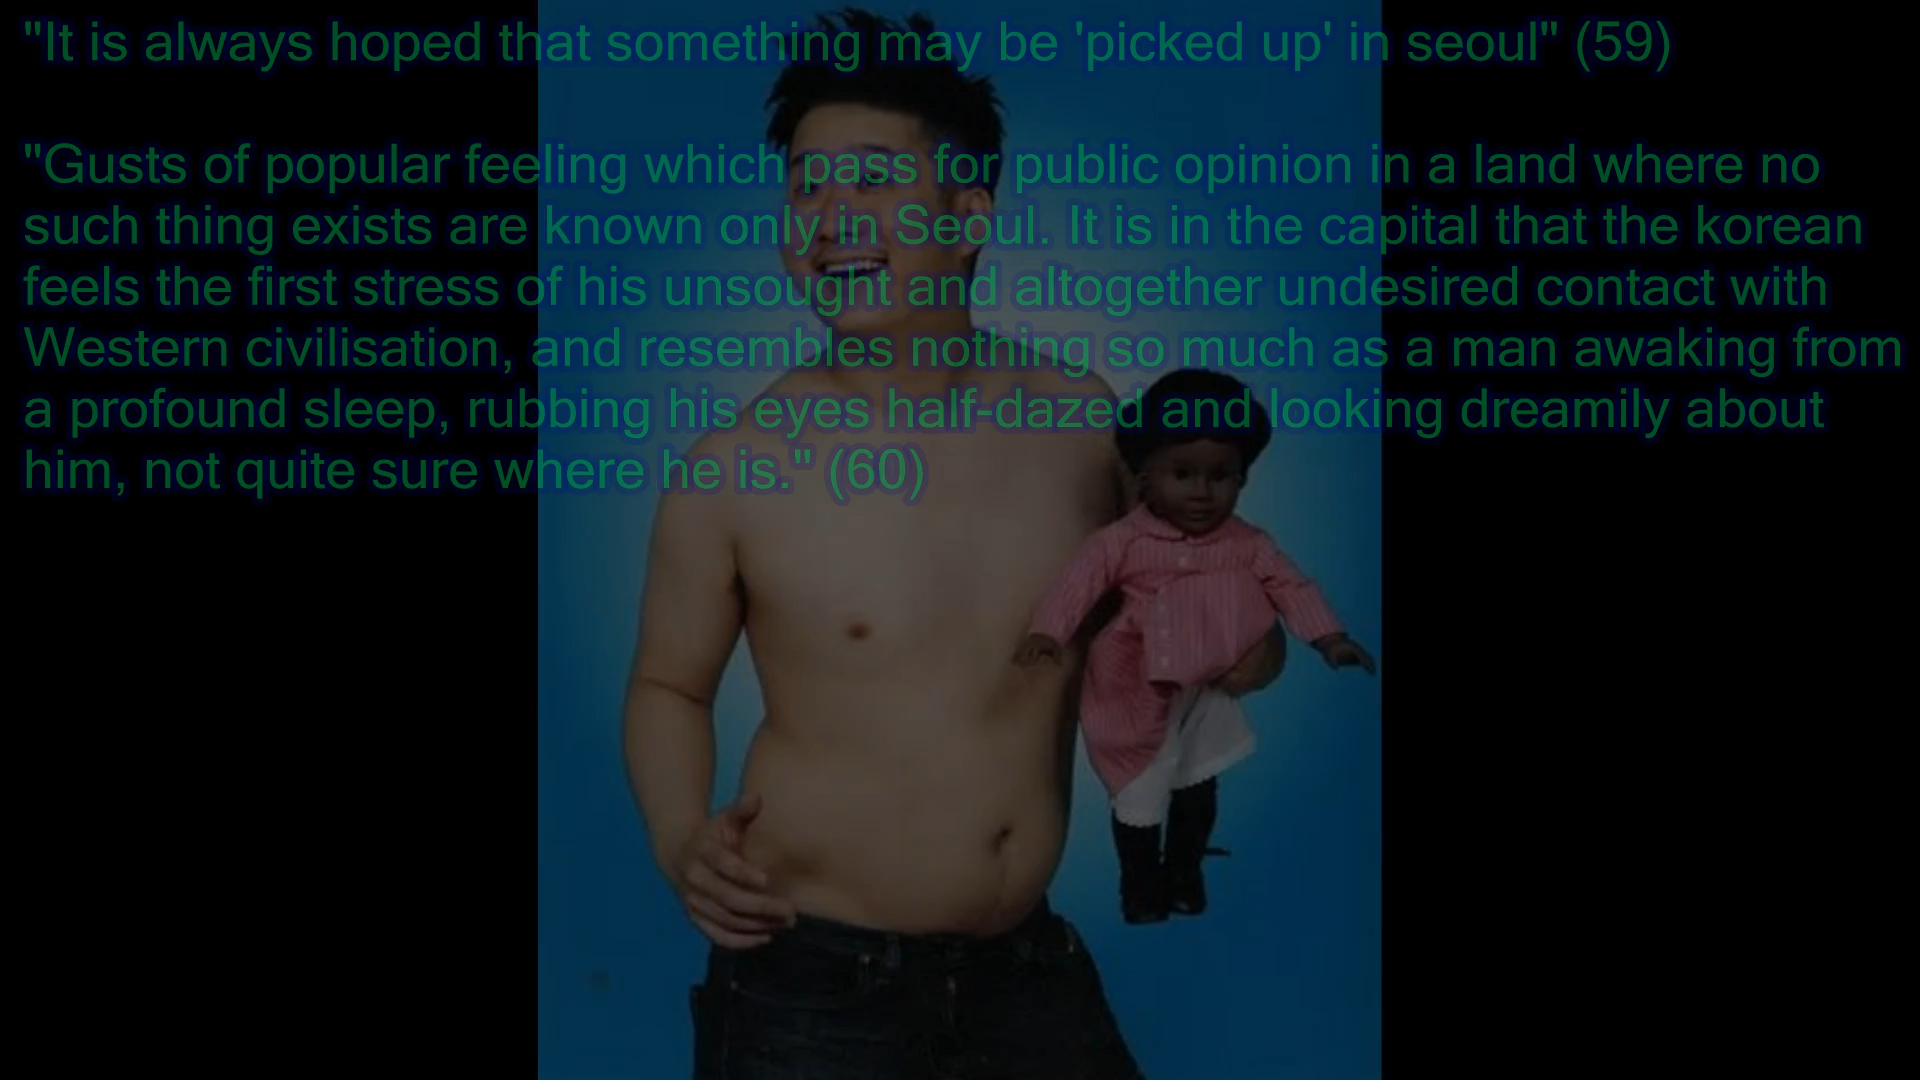 "It is always hoped that something may be 'picked up' in seoul" (59)
"Gusts of popular feeling which pass for public opinion in a land where no
such thing exists are known only in Seoul. It is in the capital that the korean
feels the first stress of his unsought and altogether undesired contact with
Western civilisation, and resembles nothing so much as a man awaking from
a profound sleep, rubbing his eyes half-dazed and looking dreamily about
him, not quite sure where he is." (60)